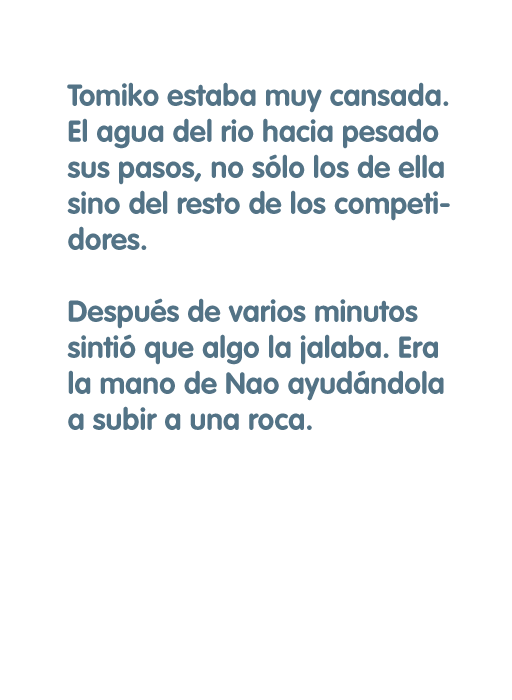 Tomiko estaba muy cansada.
El agua del rio hacia pesado
sus pasos, no sólo los de ella
sino del resto de los competi-
dores.

Después de varios minutos
sintió que algo la jalaba. Era
la mano de Nao ayudándola
a subir a una roca.